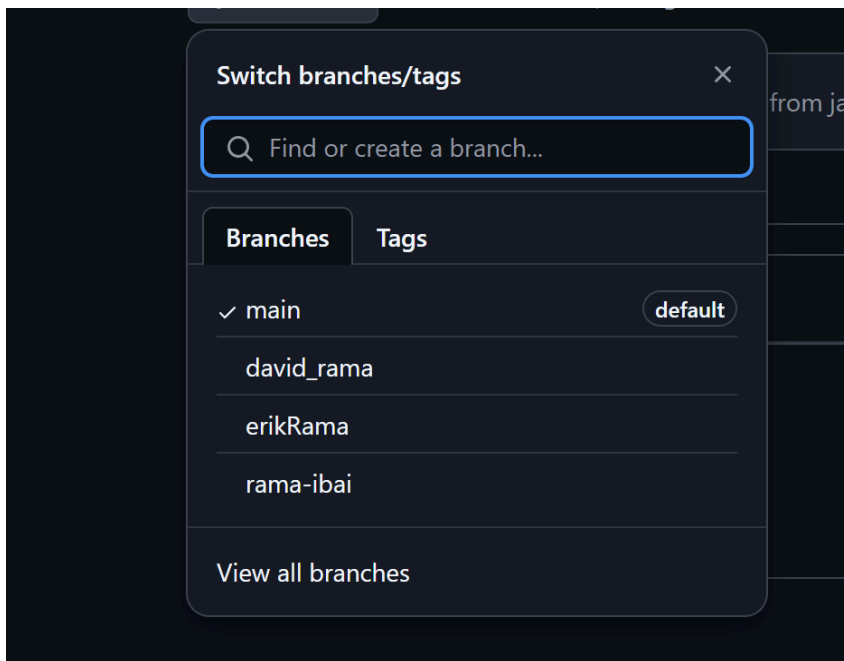 Switch branches/tags
from ja
Find or create a branch...
Branches
Tags
main
default
david_rama
erikRama
rama-ibai
View all branches